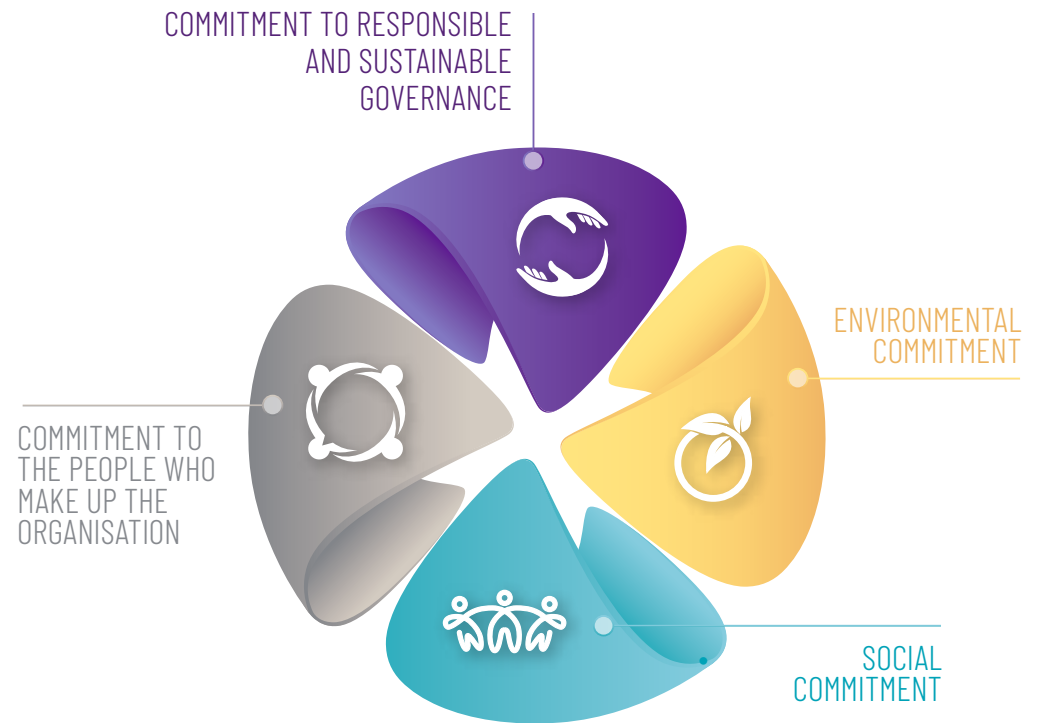 COMMITMENT TO RESPONSIBLE
AND SUSTAINABLE
GOVERNANCE
ENVIRONMENTAL
COMMITMENT
COMMITMENT TO
THE PEOPLE WHO
MAKE UP THE
ORGANISATION
SOCIAL
COMMITMENT